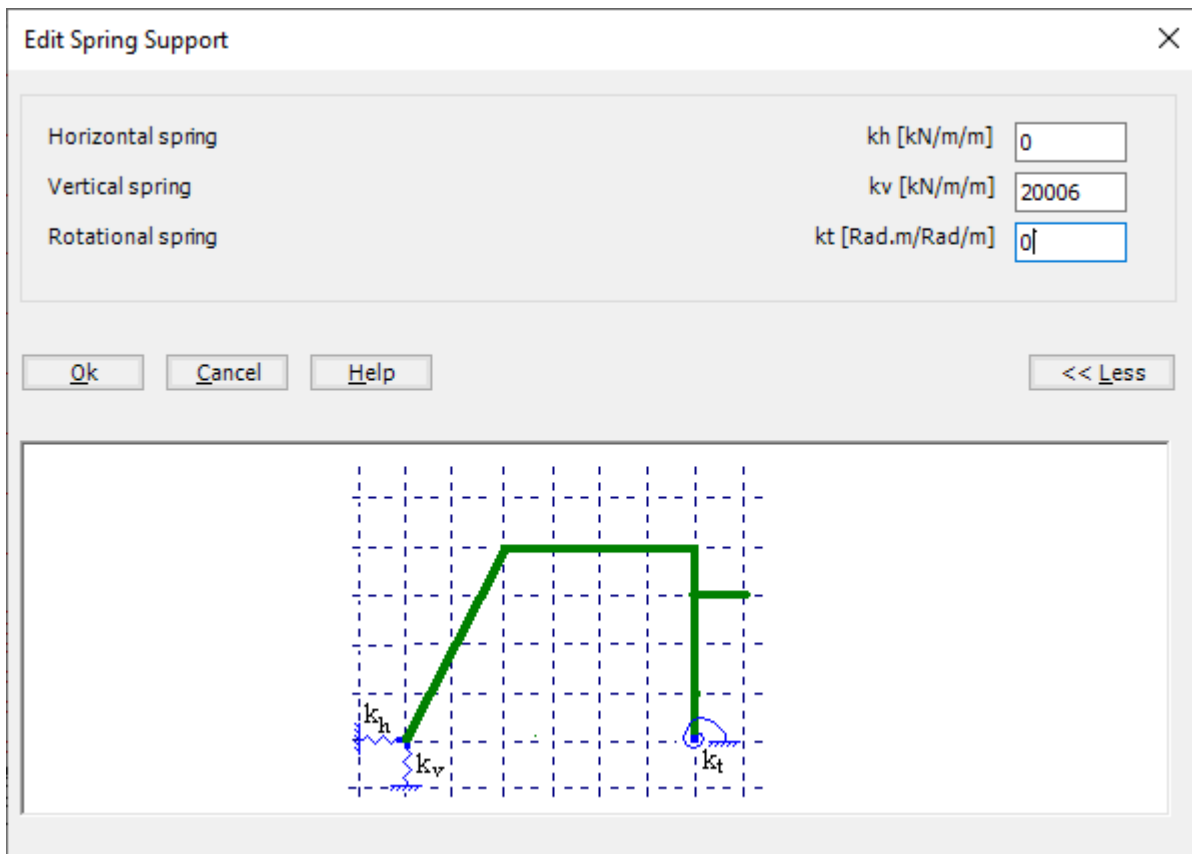 Edit Spring Support
Horizontal spring kh [kN/m/m] 0
Vertical spring kv [kN/m/m] 20006
Rotational spring kt [Rad.m/Rad/m] 0
Ok Cancel Help << Less
kh
kv
kt